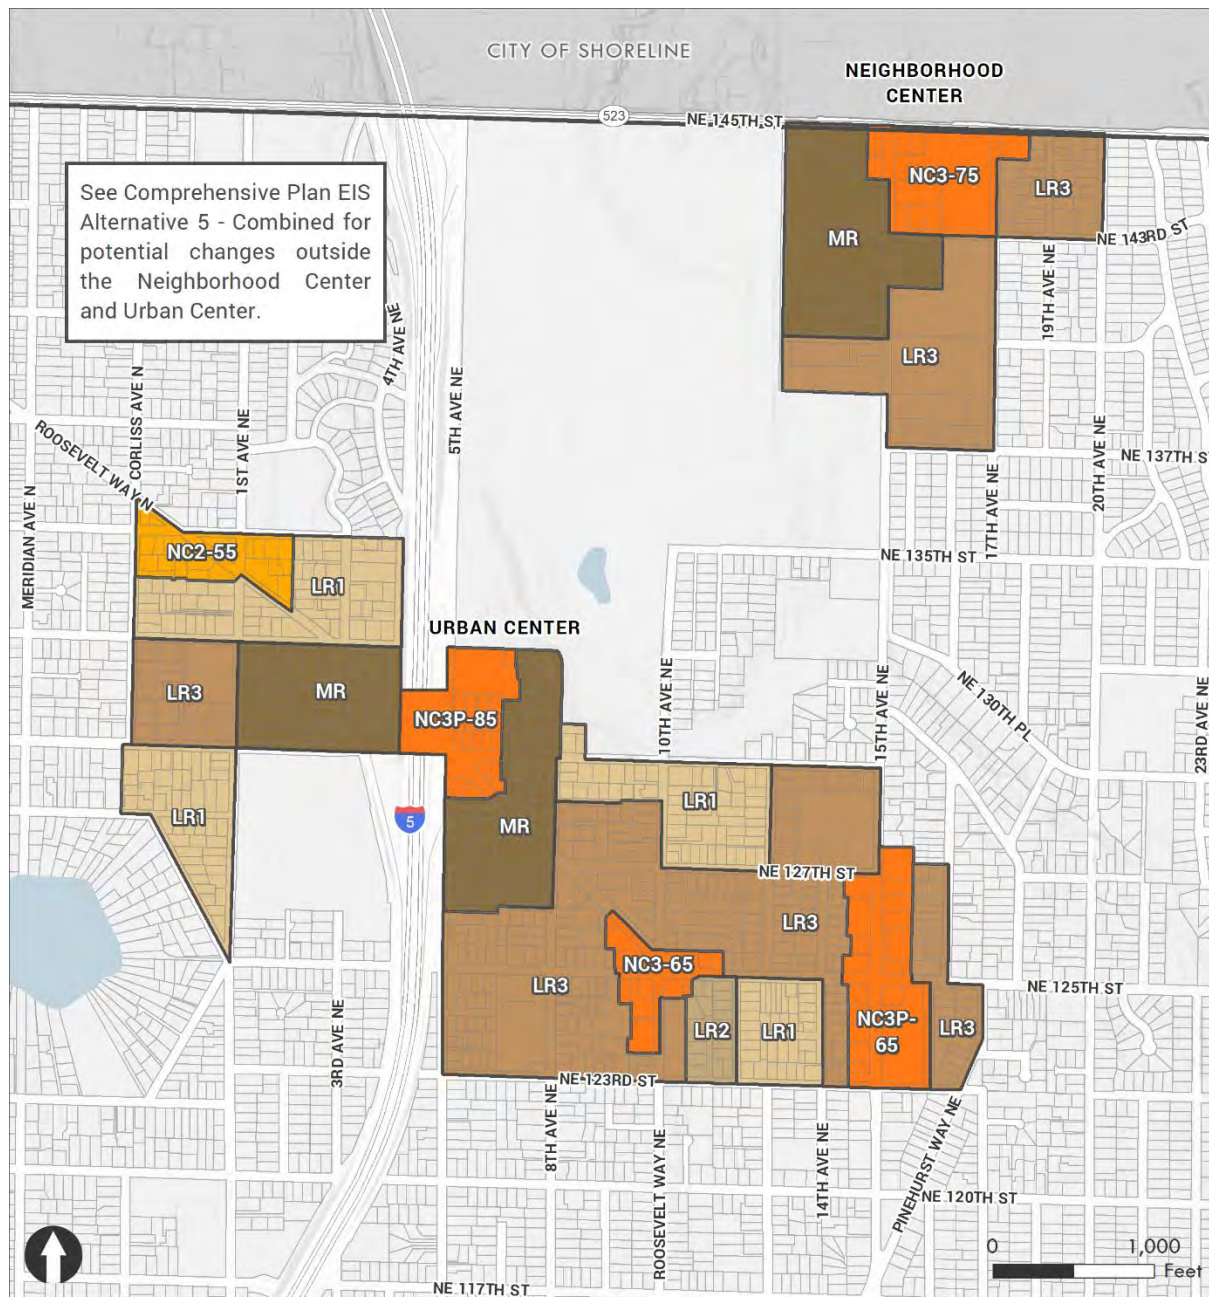 CITY OF SHORELINE
NEIGHBORHOOD
CENTER
523
NE 145TH ST
See Comprehensive Plan EIS
Alternative 5 - Combined for
potential changes outside
the Neighborhood Center
and Urban Center.
NC3-75
LR3
MR
NE 143RD ST
19TH AVE NE
4TH AVE NE
5TH AVE NE
LR3
CORLISS AVE N
1ST AVE NE
ROOSEVELT WAY N
20TH AVE NE
NE 137TH ST
17TH AVE NE
MERIDIAN AVE N
NC2-55
LR1
NE 135TH ST
URBAN CENTER
LR3
MR
NC3P-85
10TH AVE NE
15TH AVE NE
NE 130TH PL
23RD AVE NE
LR1
LR1
5
MR
NE 127TH ST
LR3
NC3-65
LR3
NE 125TH ST
LR2
LR1
NC3P-
65
LR3
3RD AVE NE
NE 123RD ST
8TH AVE NE
ROOSEVELT WAY NE
14TH AVE NE
PINEHURST WAY NE
NE 120TH ST
0 1,000
Feet
NE 117TH ST